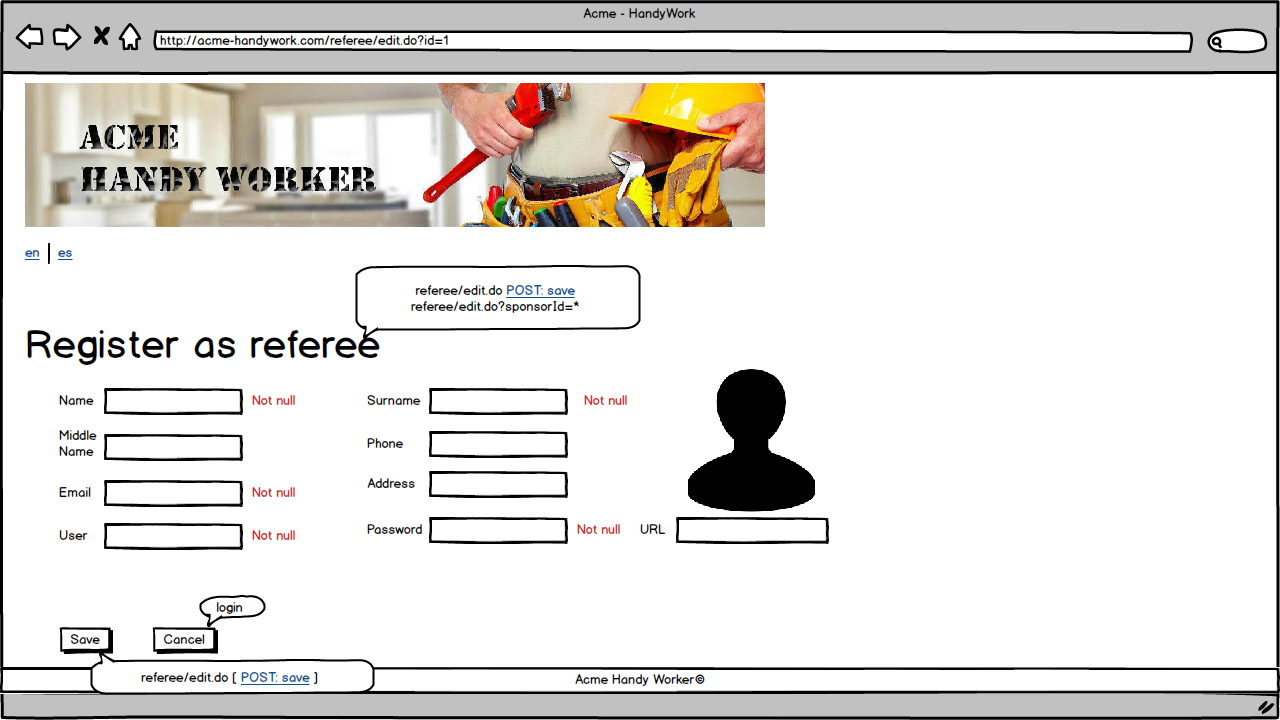 Acme - HandyWork
http://acme-handywork.com/referee/edit.do?id=1
ACME
HANDY WORKER
en | es
referee/edit.do POST: save
referee/edit.do?sponsorId=*
Register as referee
Name Not null Surname Not null
Middle
Name
Phone
Address
Email Not null
User Not null Password Not null URL
login
Save Cancel
referee/edit.do [ POST: save ]
Acme Handy Worker©